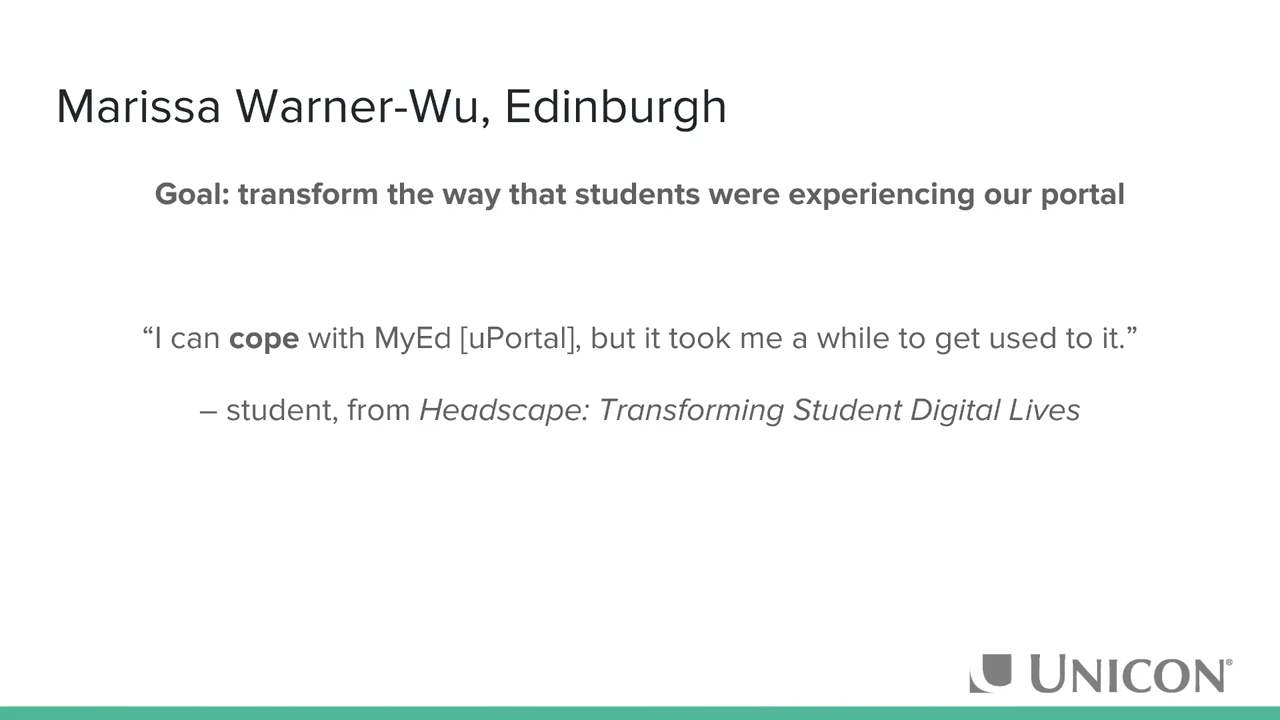 Marissa Warner-Wu, Edinburgh
Goal: transform the way that students were experiencing our portal
“I can cope with MyEd [uPortal], but it took me a while to get used to it.”
– student, from Headscape: Transforming Student Digital Lives
UNICON®